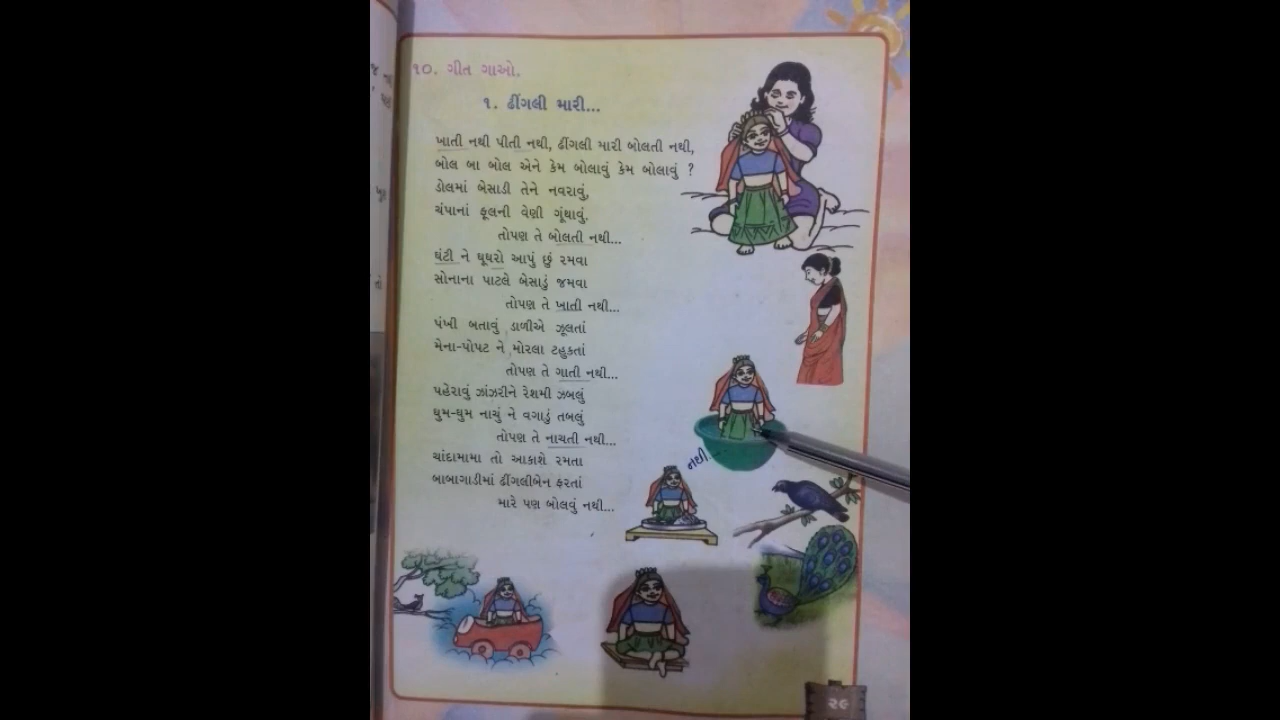 ૧૦. ગીત ગાઓ.
૧. ઢીંગલી મારી...
ખાતી નથી પીતી નથી, ઢીંગલી મારી બોલતી નથી,
બોલ બા બોલ એને કેમ બોલાવું કેમ બોલાવું ?
ડોલમાં બેસાડી તેને નવરાવું,
ચંપાનાં ફૂલની વેણી ગૂંથાવું.
તોપણ તે બોલતી નથી...
ઘંટી ને ઘૂઘરો આપું છું રમવા
સોનાના પાટલે બેસાડું જમવા
તોપણ તે ખાતી નથી...
પંખી બતાવું ડાળીએ ઝૂલતાં
મેના-પોપટ ને મોરલા ટહુકતાં
તોપણ તે ગાતી નથી...
પહેરાવું ઝાંઝરીને રેશમી ઝબલું
ઘુમ-ઘુમ નાચું ને વગાડું તબલું
તોપણ તે નાચતી નથી...
ચાંદામામા તો આકાશે રમતા
બાબાગાડીમાં ઢીંગલીબેન ફરતાં
મારે પણ બોલવું નથી...
નથી...
૨૯